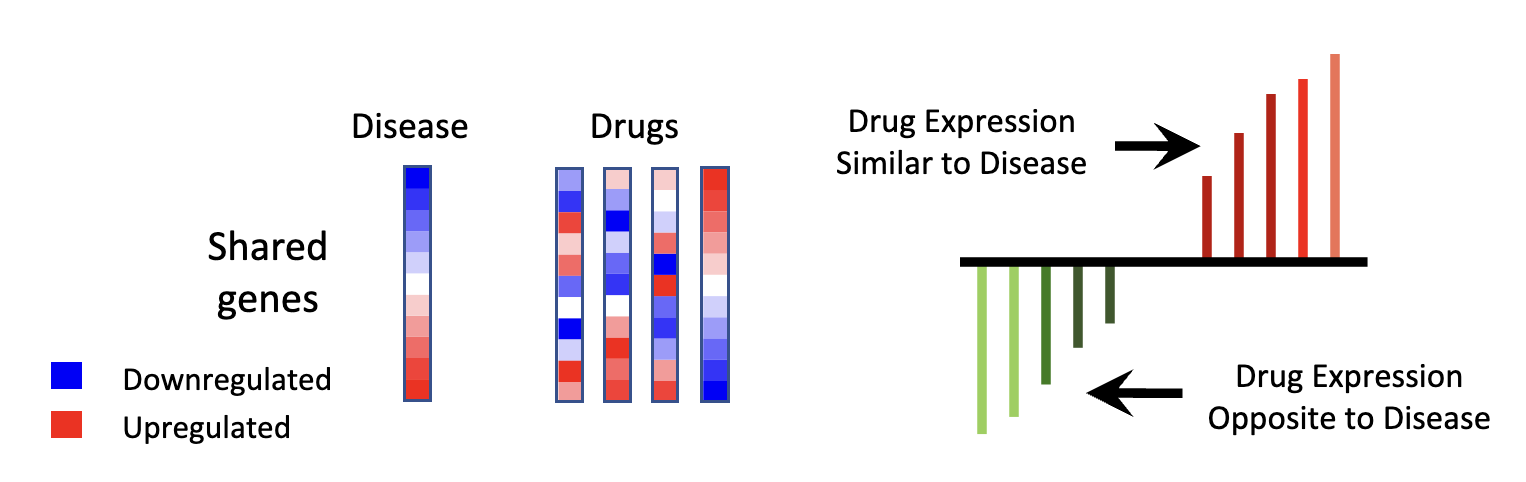 Disease
Drugs
Shared
genes
Downregulated
Upregulated
Drug Expression
Similar to Disease
Drug Expression
Opposite to Disease